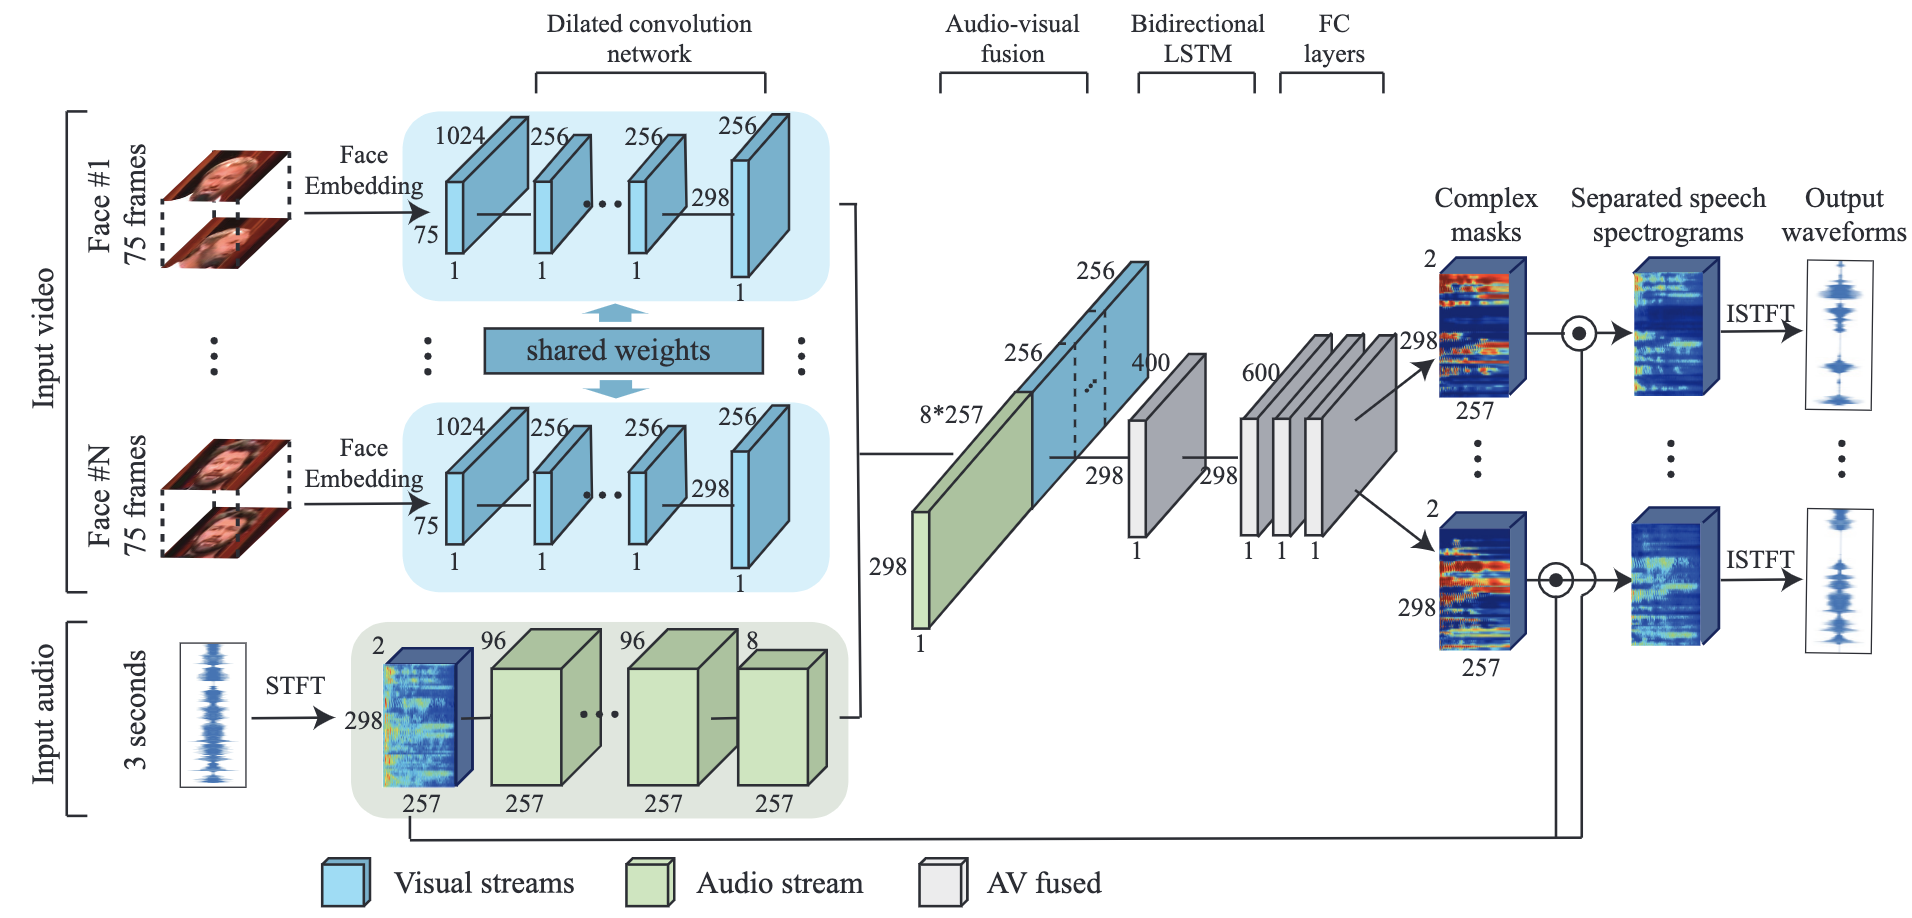 Dilated convolution
network
Audio-visual
fusion
Bidirectional
LSTM
FC
layers
Input video
Face #1
75 frames
Face
Embedding
1024
75
1
256
1
256
1
298
256
1
shared weights
Face #N
75 frames
Face
Embedding
1024
75
1
256
1
256
1
298
256
1
Input audio
3 seconds
STFT
2
298
257
96
257
96
257
8
257
8*257
256
256
298
1
400
298
1
600
298
1
1
1
Complex
masks
2
298
257
2
298
257
Separated speech
spectrograms
ISTFT
ISTFT
Output
waveforms
Visual streams
Audio stream
AV fused